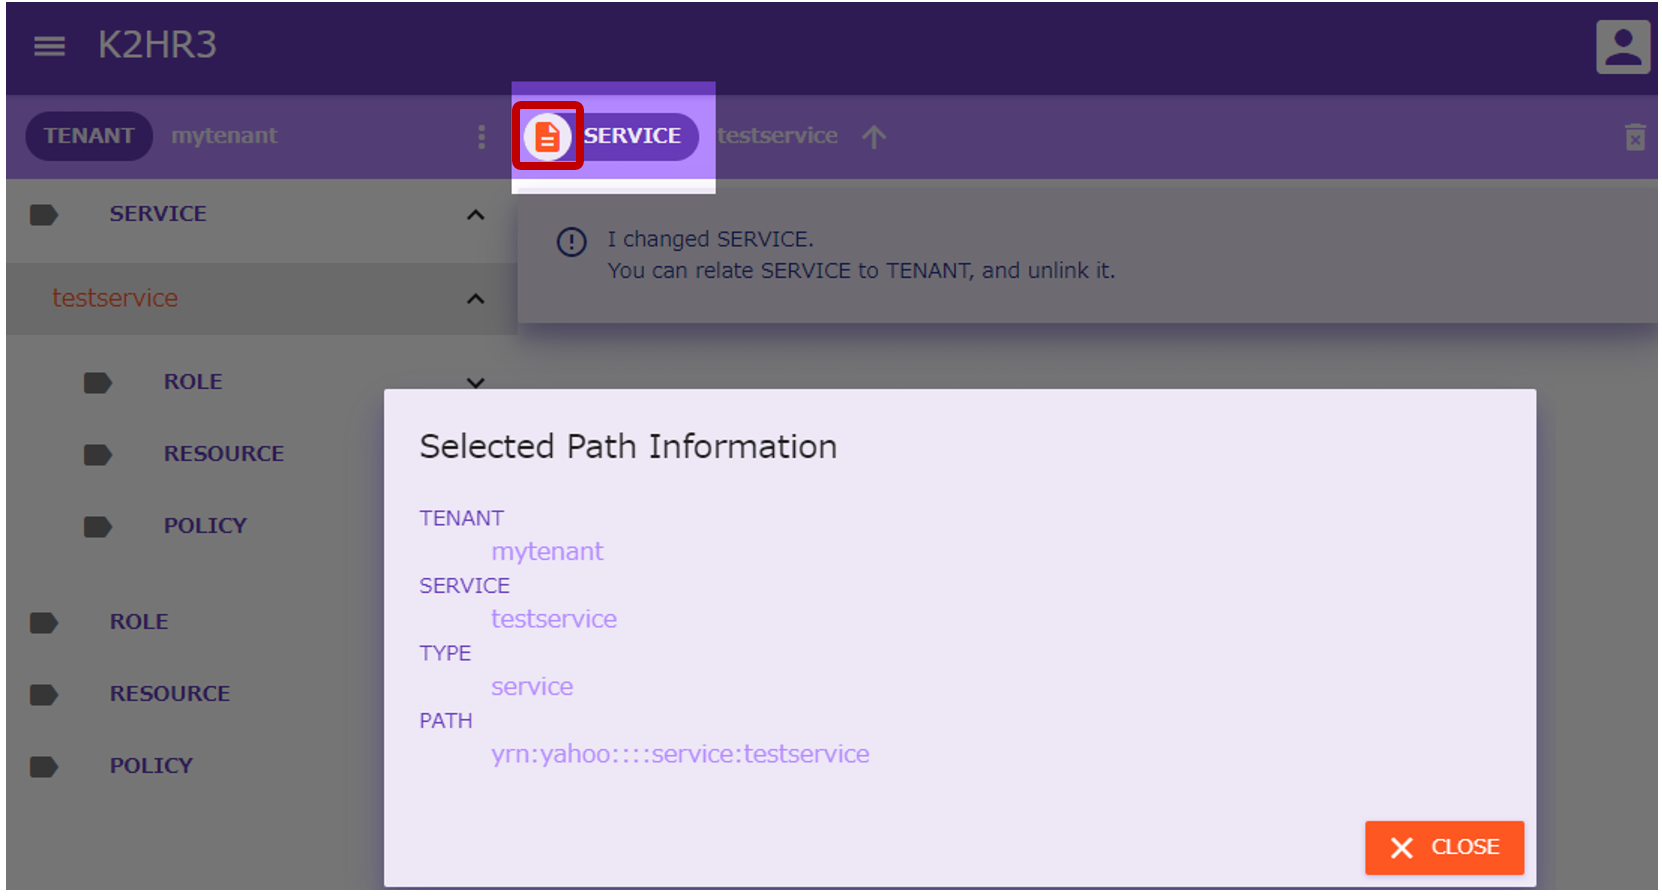 K2HR3
TENANT mytenant
SERVICE testservice
SERVICE
testservice
ROLE
RESOURCE
POLICY
ROLE
RESOURCE
POLICY
I changed SERVICE.
You can relate SERVICE to TENANT, and unlink it.
Selected Path Information
TENANT
mytenant
SERVICE
testservice
TYPE
service
PATH
yrn:yahoo::::service:testservice
CLOSE